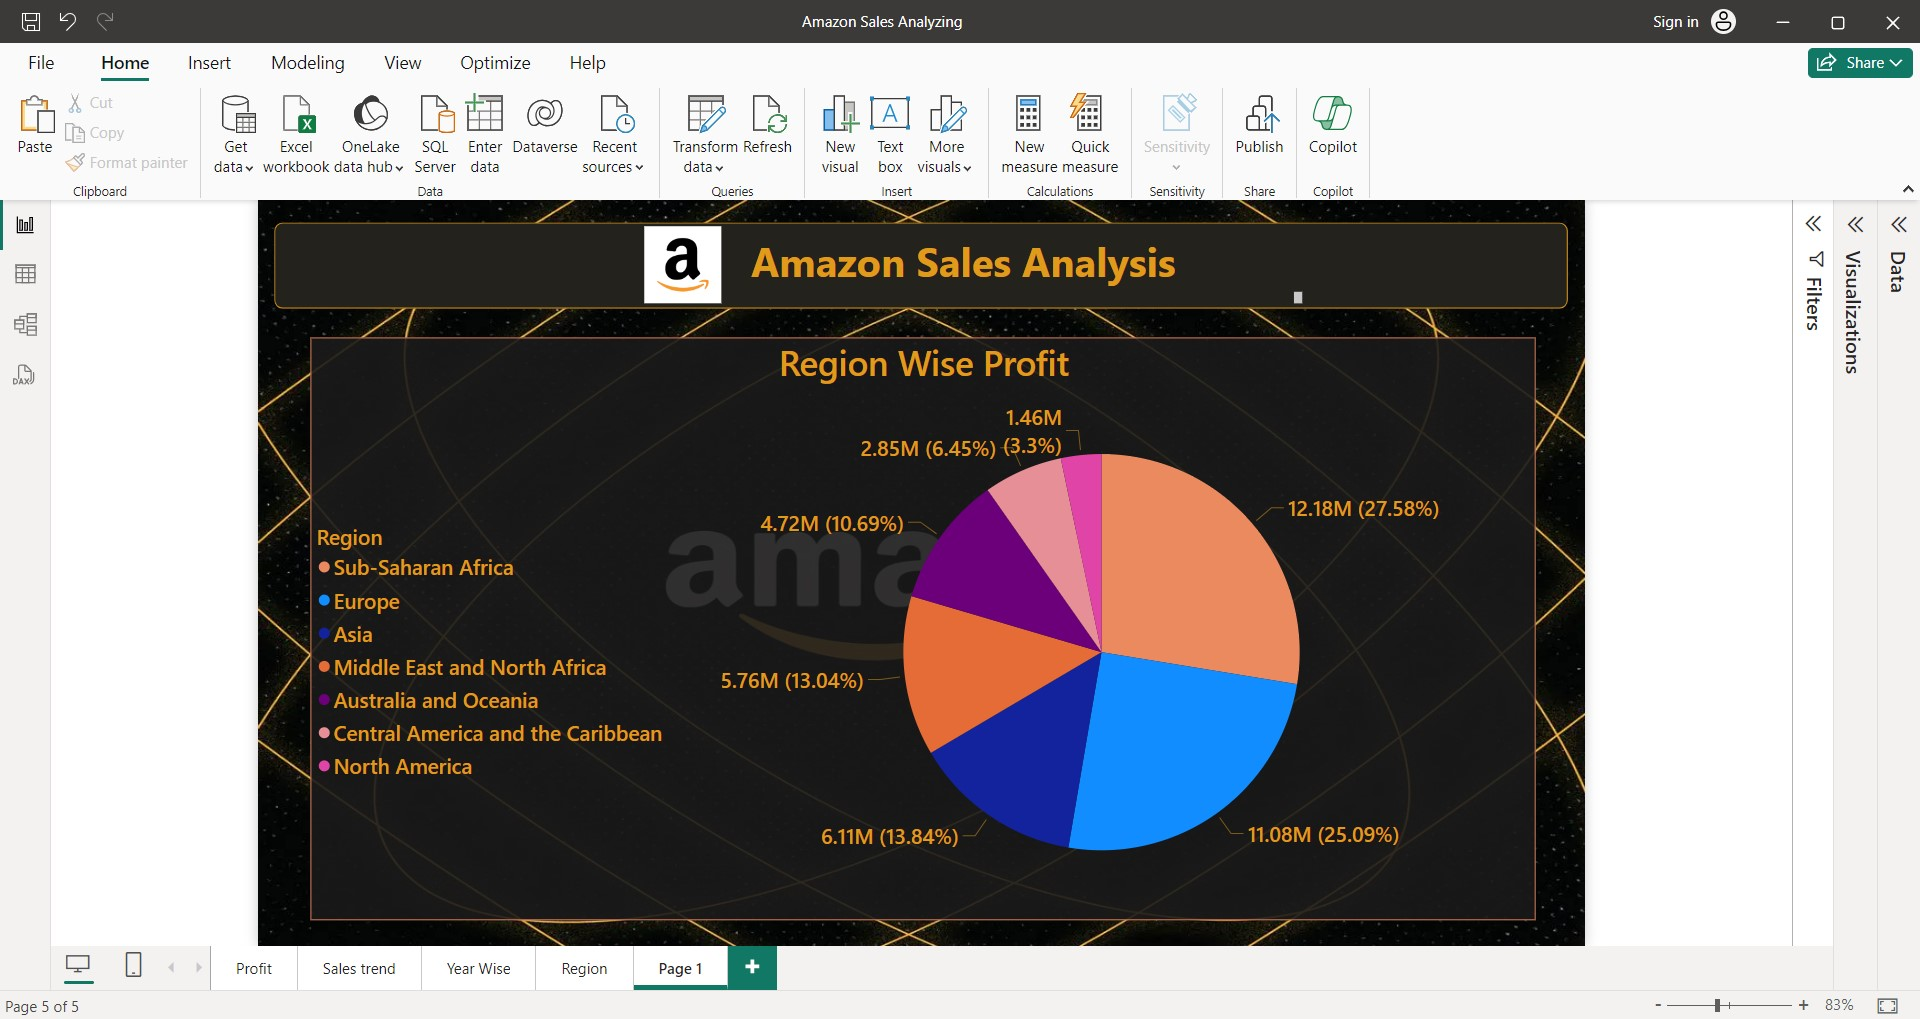 Amazon Sales Analyzing
Sign in
File Home Insert Modeling View Optimize Help
Share
Paste
Cut
Copy
Format painter
Clipboard
Get data
Excel workbook
OneLake data hub
SQL Server
Enter data
Dataverse
Recent sources
Data
Transform data
Refresh
Queries
New visual
Text box
More visuals
Insert
New measure
Quick measure
Calculations
Sensitivity
Sensitivity
Publish
Share
Copilot
Copilot
DAX
a
Amazon Sales Analysis
Filters
Visualizations
Data
Region Wise Profit
1.46M
(3.3%)
2.85M (6.45%)
12.18M (27.58%)
4.72M (10.69%)
ama
Region
Sub-Saharan Africa
Europe
Asia
Middle East and North Africa
Australia and Oceania
Central America and the Caribbean
North America
5.76M (13.04%)
6.11M (13.84%)
11.08M (25.09%)
Profit Sales trend Year Wise Region Page 1
Page 5 of 5
- + 83%